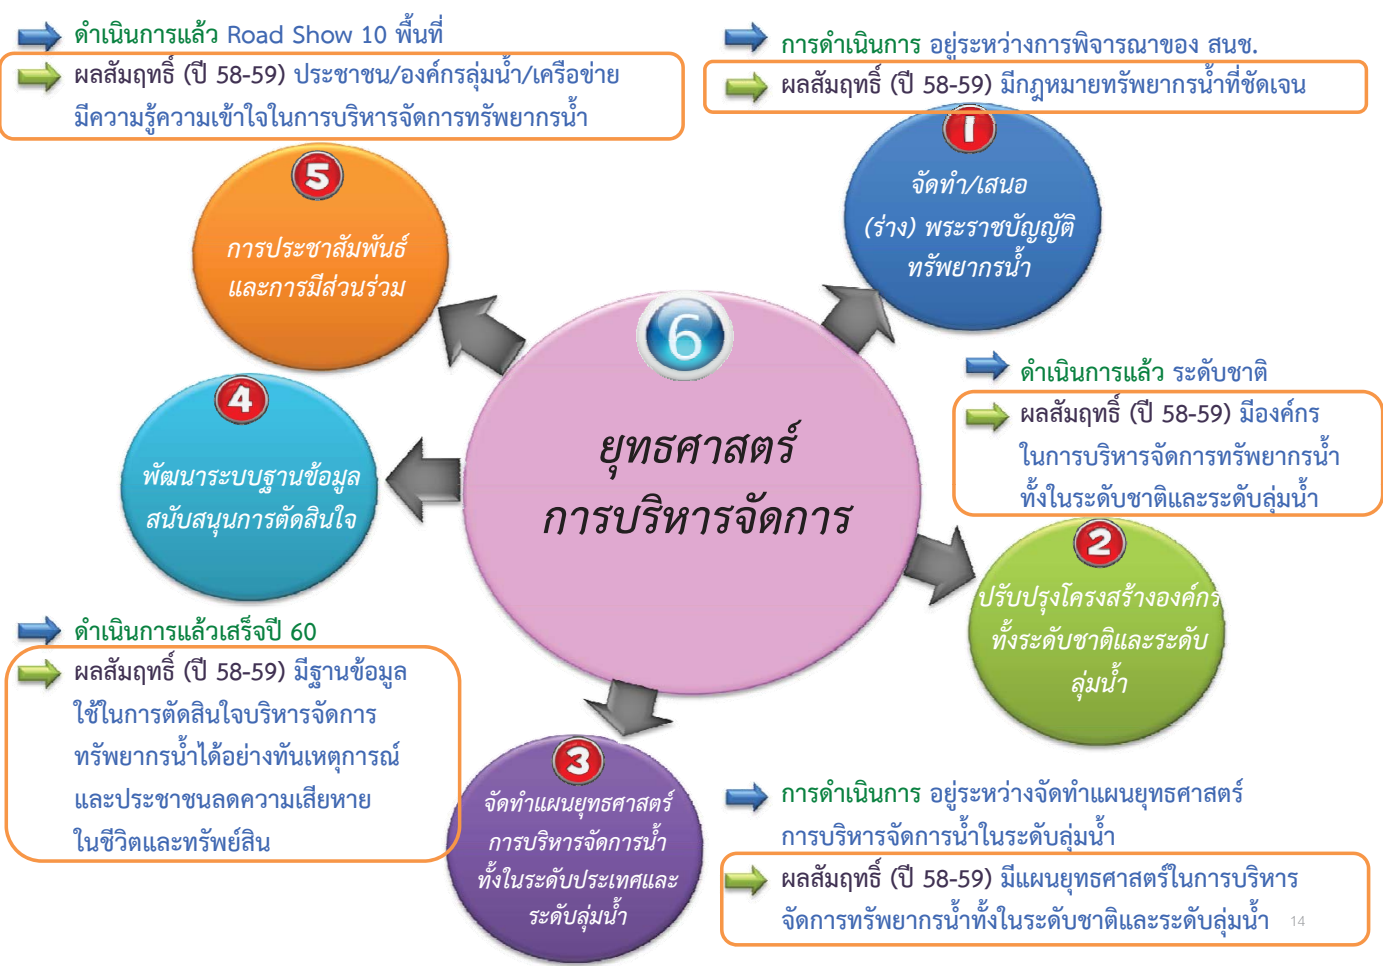 ดำเนินการแล้ว Road Show 10 พื้นที่
ผลสัมฤทธิ์ (ปี 58-59) ประชาชน/องค์กรลุ่มน้ำ/เครือข่าย
มีความรู้ความเข้าใจในการบริหารจัดการทรัพยากรน้ำ
5
การประชาสัมพันธ์
และการมีส่วนร่วม
การดำเนินการ อยู่ระหว่างการพิจารณาของ สนช.
ผลสัมฤทธิ์ (ปี 58-59) มีกฎหมายทรัพยากรน้ำที่ชัดเจน
1
จัดทำ/เสนอ
(ร่าง) พระราชบัญญัติ
ทรัพยากรน้ำ
6
ยุทธศาสตร์
การบริหารจัดการ
ดำเนินการแล้ว ระดับชาติ
ผลสัมฤทธิ์ (ปี 58-59) มีองค์กร
ในการบริหารจัดการทรัพยากรน้ำ
ทั้งในระดับชาติและระดับลุ่มน้ำ
2
ปรับปรุงโครงสร้างองค์กร
ทั้งระดับชาติและระดับ
ลุ่มน้ำ
4
พัฒนาระบบฐานข้อมูล
สนับสนุนการตัดสินใจ
ดำเนินการแล้วเสร็จปี 60
ผลสัมฤทธิ์ (ปี 58-59) มีฐานข้อมูล
ใช้ในการตัดสินใจบริหารจัดการ
ทรัพยากรน้ำได้อย่างทันเหตุการณ์
และประชาชนลดความเสียหาย
ในชีวิตและทรัพย์สิน
3
จัดทำแผนยุทธศาสตร์
การบริหารจัดการน้ำ
ทั้งในระดับประเทศและ
ระดับลุ่มน้ำ
การดำเนินการ อยู่ระหว่างจัดทำแผนยุทธศาสตร์
การบริหารจัดการน้ำในระดับลุ่มน้ำ
ผลสัมฤทธิ์ (ปี 58-59) มีแผนยุทธศาสตร์ในการบริหาร
จัดการทรัพยากรน้ำทั้งในระดับชาติและระดับลุ่มน้ำ
14